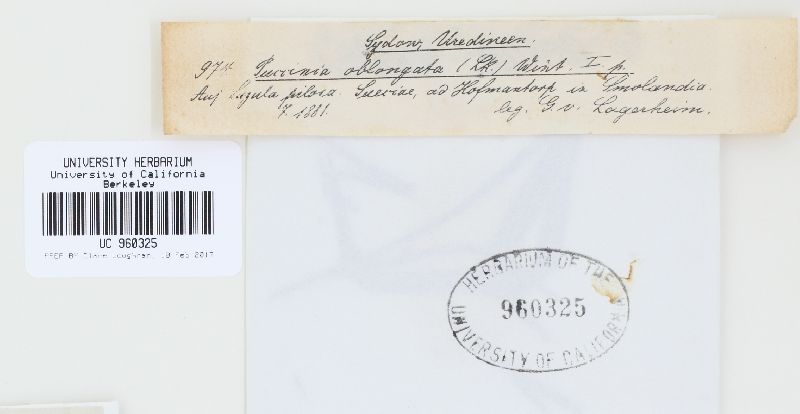 Sydow, Uredineen.
974. Puccinia oblongata (Lk.) Wint. I. p.
Auf Luzula pilosa. Sueciae, ad Hofmantorp in Smolandia.
7. 1881. leg. G. v. Lagerheim.
UNIVERSITY HERBARIUM
University of California
Berkeley
UC 960325
HERBARIUM OF THE
960325
UNIVERSITY OF CALIFORNIA